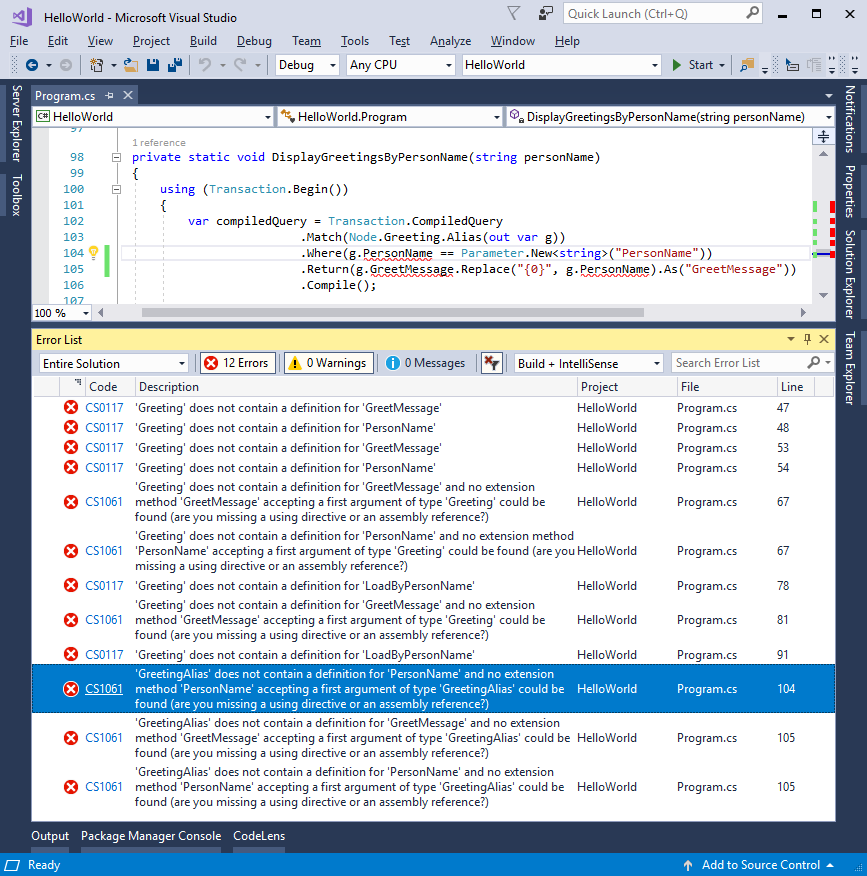 HelloWorld - Microsoft Visual Studio
Quick Launch (Ctrl+Q)
File Edit View Project Build Debug Team Tools Test Analyze Window Help
Debug Any CPU HelloWorld Start
Server Explorer
Toolbox
Program.cs
HelloWorld HelloWorld.Program DisplayGreetingsByPersonName(string personName)
97
1 reference
98 private static void DisplayGreetingsByPersonName(string personName)
99 {
100 using (Transaction.Begin())
101 {
102 var compiledQuery = Transaction.CompiledQuery
103 .Match(Node.Greeting.Alias(out var g))
104 .Where(g.PersonName == Parameter.New<string>("PersonName"))
105 .Return(g.GreetMessage.Replace("{0}", g.PersonName).As("GreetMessage"))
106 .Compile();
107
100 %
Notifications
Properties
Solution Explorer
Team Explorer
Error List
Entire Solution 12 Errors 0 Warnings 0 Messages Build + IntelliSense Search Error List
Code Description Project File Line
CS0117 'Greeting' does not contain a definition for 'GreetMessage' HelloWorld Program.cs 47
CS0117 'Greeting' does not contain a definition for 'PersonName' HelloWorld Program.cs 48
CS0117 'Greeting' does not contain a definition for 'GreetMessage' HelloWorld Program.cs 53
CS0117 'Greeting' does not contain a definition for 'PersonName' HelloWorld Program.cs 54
'Greeting' does not contain a definition for 'GreetMessage' and no extension
CS1061 method 'GreetMessage' accepting a first argument of type 'Greeting' could be HelloWorld Program.cs 67
found (are you missing a using directive or an assembly reference?)
'Greeting' does not contain a definition for 'PersonName' and no extension method
CS1061 'PersonName' accepting a first argument of type 'Greeting' could be found (are you HelloWorld Program.cs 67
missing a using directive or an assembly reference?)
CS0117 'Greeting' does not contain a definition for 'LoadByPersonName' HelloWorld Program.cs 78
'Greeting' does not contain a definition for 'GreetMessage' and no extension
CS1061 method 'GreetMessage' accepting a first argument of type 'Greeting' could be HelloWorld Program.cs 81
found (are you missing a using directive or an assembly reference?)
CS0117 'Greeting' does not contain a definition for 'LoadByPersonName' HelloWorld Program.cs 91
'GreetingAlias' does not contain a definition for 'PersonName' and no extension
CS1061 method 'PersonName' accepting a first argument of type 'GreetingAlias' could be HelloWorld Program.cs 104
found (are you missing a using directive or an assembly reference?)
'GreetingAlias' does not contain a definition for 'GreetMessage' and no extension
CS1061 method 'GreetMessage' accepting a first argument of type 'GreetingAlias' could be HelloWorld Program.cs 105
found (are you missing a using directive or an assembly reference?)
'GreetingAlias' does not contain a definition for 'PersonName' and no extension
CS1061 method 'PersonName' accepting a first argument of type 'GreetingAlias' could be HelloWorld Program.cs 105
found (are you missing a using directive or an assembly reference?)
Output Package Manager Console CodeLens
Ready Add to Source Control